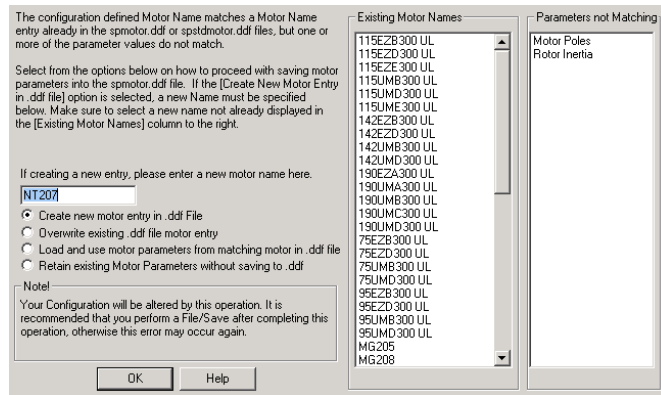 The configuration defined Motor Name matches a Motor Name
entry already in the spmotor.ddf or spstdmotor.ddf files, but one or
more of the parameter values do not match.
Select from the options below on how to proceed with saving motor
parameters into the spmotor.ddf file. If the [Create New Motor Entry
in .ddf file] option is selected, a new Name must be specified
below. Make sure to select a new name not already displayed in
the [Existing Motor Names] column to the right.
If creating a new entry, please enter a new motor name here.
NT207
Create new motor entry in .ddf File
Overwrite existing .ddf file motor entry
Load and use motor parameters from matching motor in .ddf file
Retain existing Motor Parameters without saving to .ddf
Note!
Your Configuration will be altered by this operation. It is
recommended that you perform a File/Save after completing this
operation, otherwise this error may occur again.
OK
Help
Existing Motor Names
115EZB300 UL
115EZD300 UL
115EZE300 UL
115UMB300 UL
115UMD300 UL
115UME300 UL
142EZB300 UL
142EZD300 UL
142UMB300 UL
142UMD300 UL
190EZA300 UL
190UMA300 UL
190UMB300 UL
190UMC300 UL
190UMD300 UL
75EZB300 UL
75EZD300 UL
75UMB300 UL
75UMD300 UL
95EZB300 UL
95EZD300 UL
95UMB300 UL
95UMD300 UL
MG205
MG208
Parameters not Matching
Motor Poles
Rotor Inertia